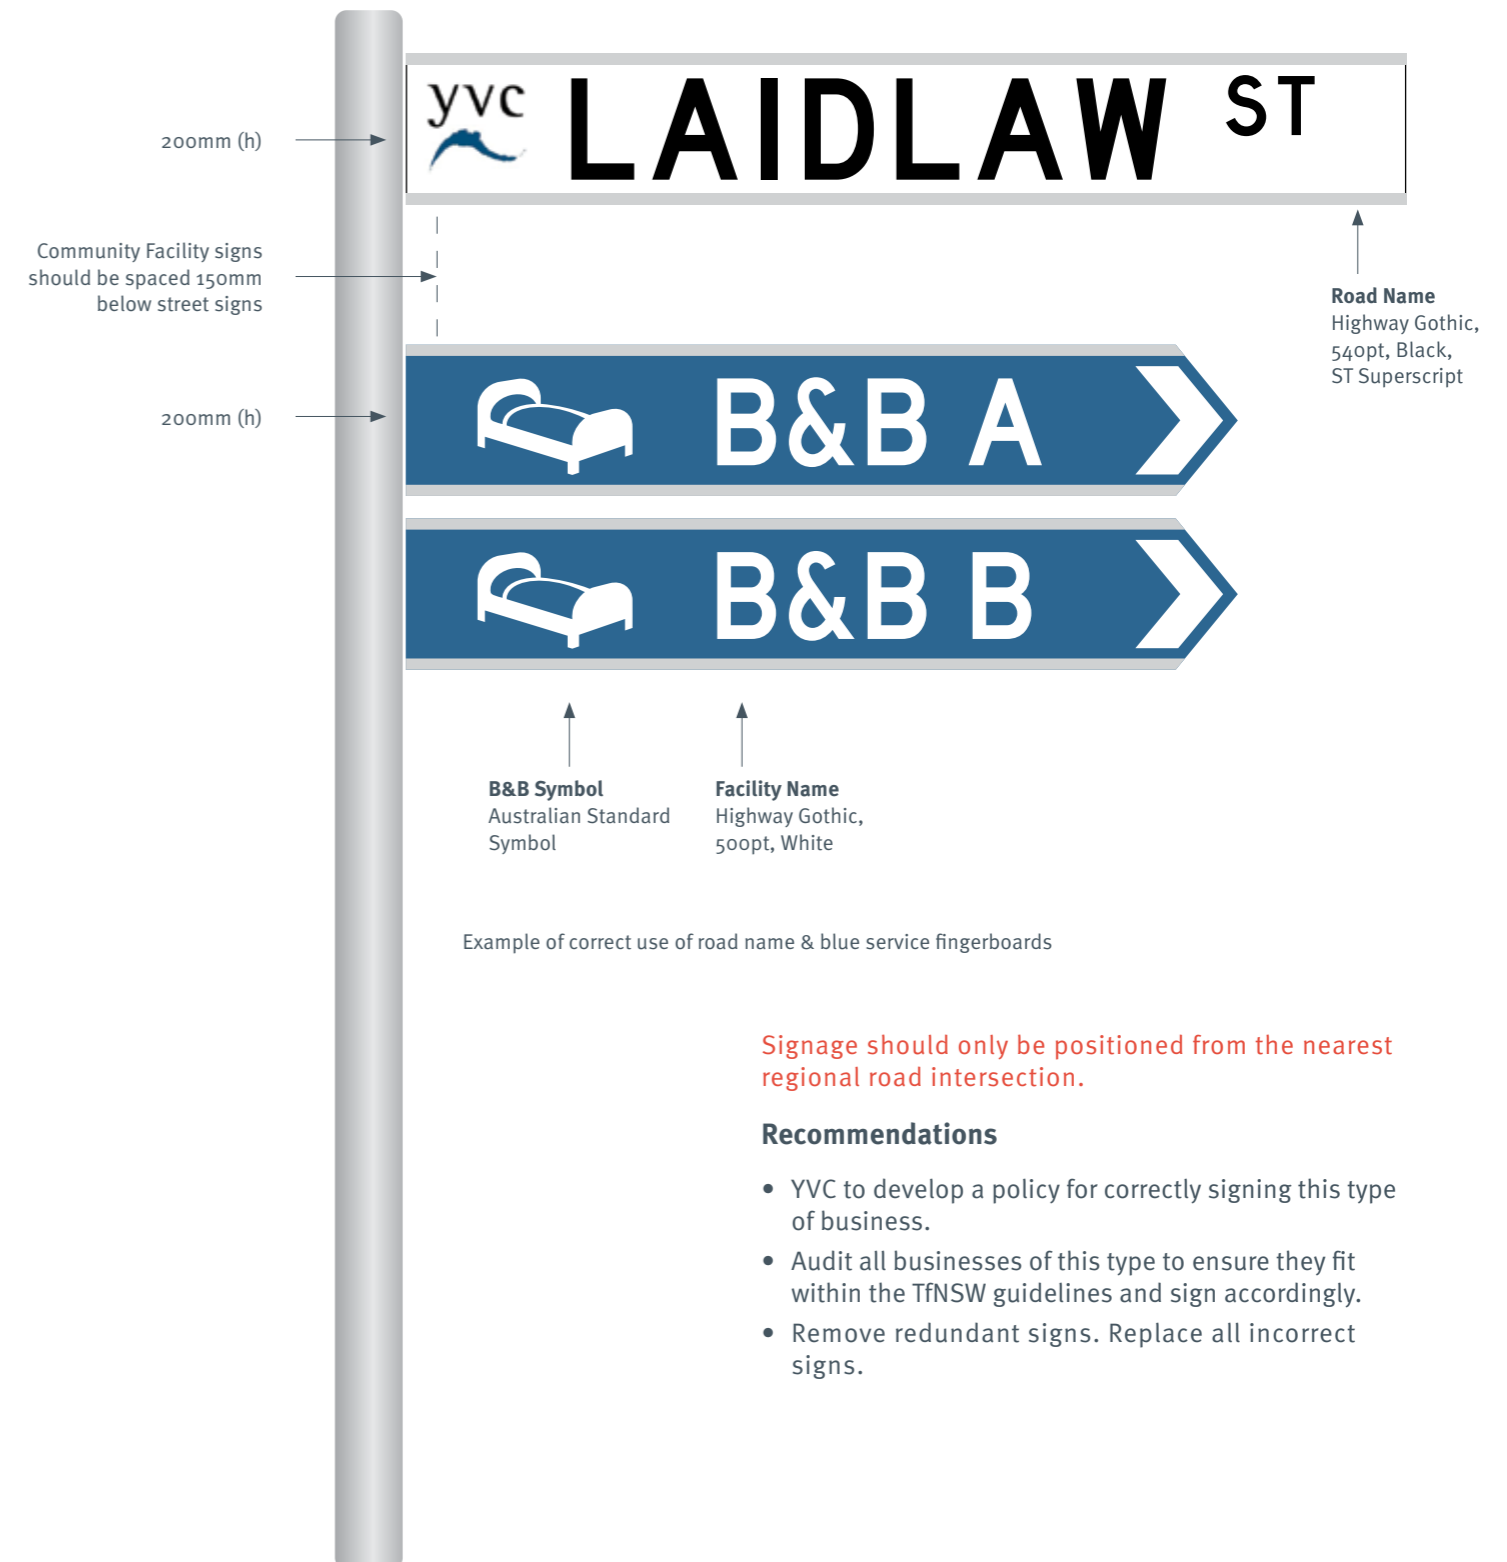 yvc LAIDLAW ST
200mm (h)
Community Facility signs
should be spaced 150mm
below street signs
Road Name
Highway Gothic,
540pt, Black,
ST Superscript
200mm (h)
B&B A
B&B B
B&B Symbol
Australian Standard
Symbol
Facility Name
Highway Gothic,
500pt, White
Example of correct use of road name & blue service fingerboards
Signage should only be positioned from the nearest
regional road intersection.
Recommendations
• YVC to develop a policy for correctly signing this type
of business.
• Audit all businesses of this type to ensure they fit
within the TfNSW guidelines and sign accordingly.
• Remove redundant signs. Replace all incorrect
signs.